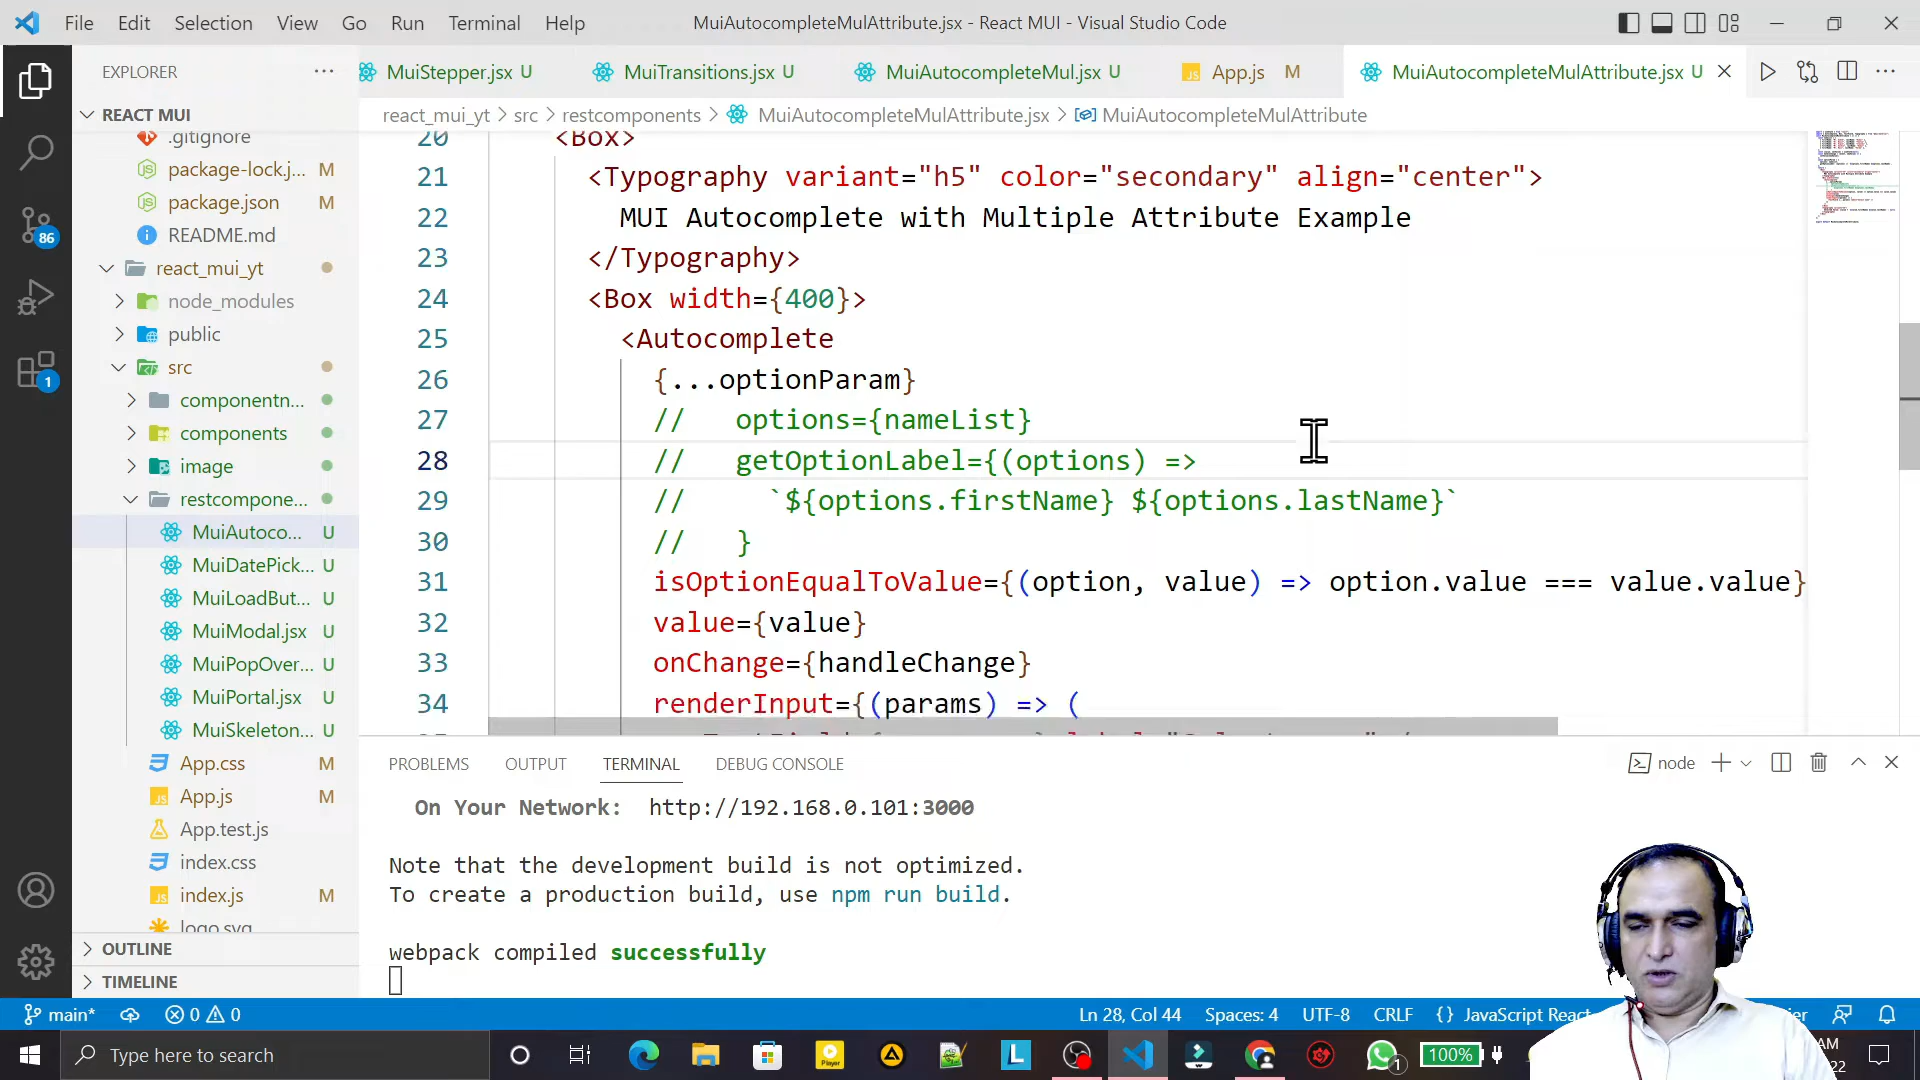 File Edit Selection View Go Run Terminal Help MuiAutocompleteMulAttribute.jsx - React MUI - Visual Studio Code
EXPLORER
MuiStepper.jsx U MuiTransitions.jsx U MuiAutocompleteMul.jsx U App.js M MuiAutocompleteMulAttribute.jsx U
react_mui_yt > src > restcomponents > MuiAutocompleteMulAttribute.jsx > MuiAutocompleteMulAttribute
REACT MUI
.gitignore
package-lock.j... M
package.json M
README.md
react_mui_yt
node_modules
public
src
componentn...
components
image
restcompone...
MuiAutoco... U
MuiDatePick... U
MuiLoadBut... U
MuiModal.jsx U
MuiPopOver... U
MuiPortal.jsx U
MuiSkeleton... U
App.css M
App.js M
App.test.js
index.css
index.js M
logo.svg
OUTLINE
TIMELINE
86
1
20 <Box>
21 <Typography variant="h5" color="secondary" align="center">
22 MUI Autocomplete with Multiple Attribute Example
23 </Typography>
24 <Box width={400}>
25 <Autocomplete
26 {...optionParam}
27 // options={nameList}
28 // getOptionLabel={(options) =>
29 // `${options.firstName} ${options.lastName}`
30 // }
31 isOptionEqualToValue={(option, value) => option.value === value.value}
32 value={value}
33 onChange={handleChange}
34 renderInput={(params) => (
PROBLEMS OUTPUT TERMINAL DEBUG CONSOLE node
On Your Network: http://192.168.0.101:3000
Note that the development build is not optimized.
To create a production build, use npm run build.
webpack compiled successfully
main* 0 0 Ln 28, Col 44 Spaces: 4 UTF-8 CRLF {} JavaScript React
Type here to search
Player
L
1
100%
AM
22